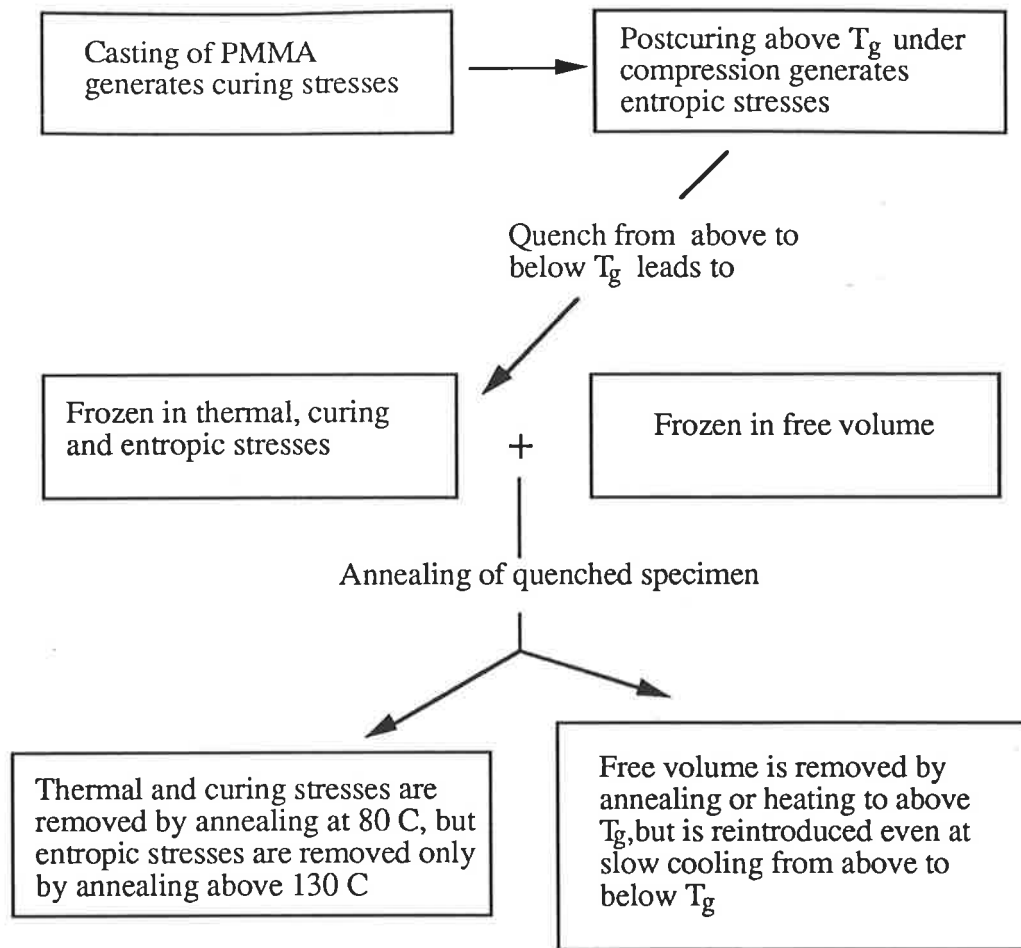 Casting of PMMA
generates curing stresses
Postcuring above Tg under
compression generates
entropic stresses
Quench from above to
below Tg leads to
Frozen in thermal, curing
and entropic stresses
+
Frozen in free volume
Annealing of quenched specimen
Thermal and curing stresses are
removed by annealing at 80 C, but
entropic stresses are removed only
by annealing above 130 C
Free volume is removed by
annealing or heating to above
Tg,but is reintroduced even at
slow cooling from above to
below Tg